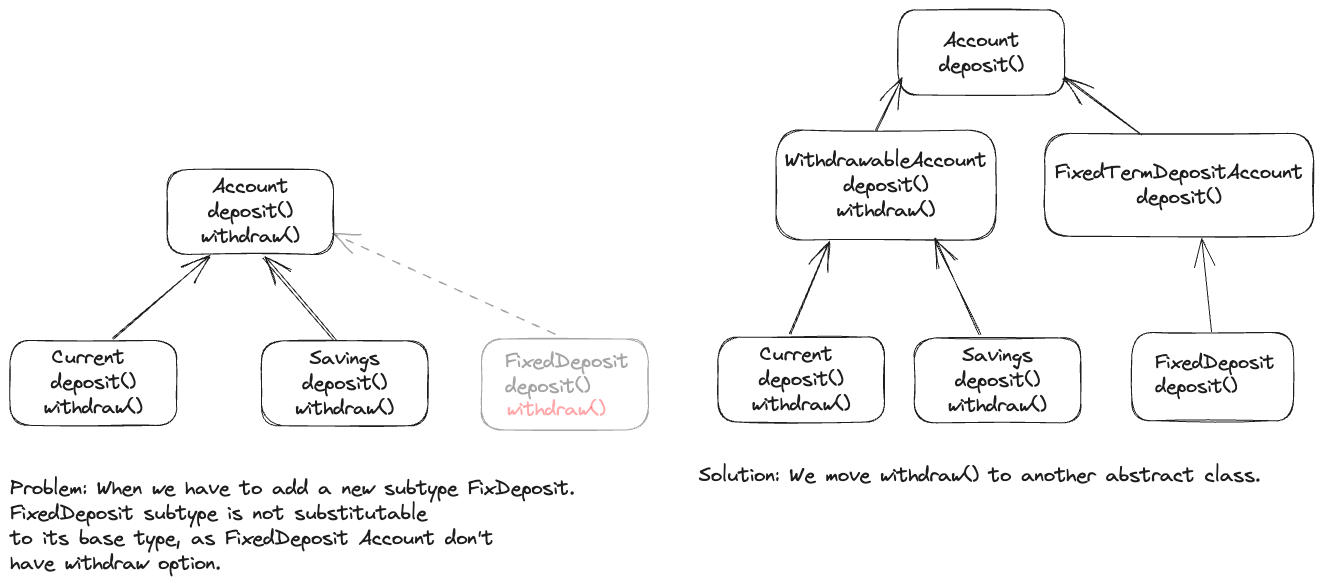 Account
deposit()
withdraw()
Current
deposit()
withdraw()
Savings
deposit()
withdraw()
FixedDeposit
deposit()
withdraw()
Problem: When we have to add a new subtype FixDeposit.
FixedDeposit subtype is not substitutable
to its base type, as FixedDeposit Account don't
have withdraw option.
Account
deposit()
WithdrawableAccount
deposit()
withdraw()
FixedTermDepositAccount
deposit()
Current
deposit()
withdraw()
Savings
deposit()
withdraw()
FixedDeposit
deposit()
Solution: We move withdraw() to another abstract class.